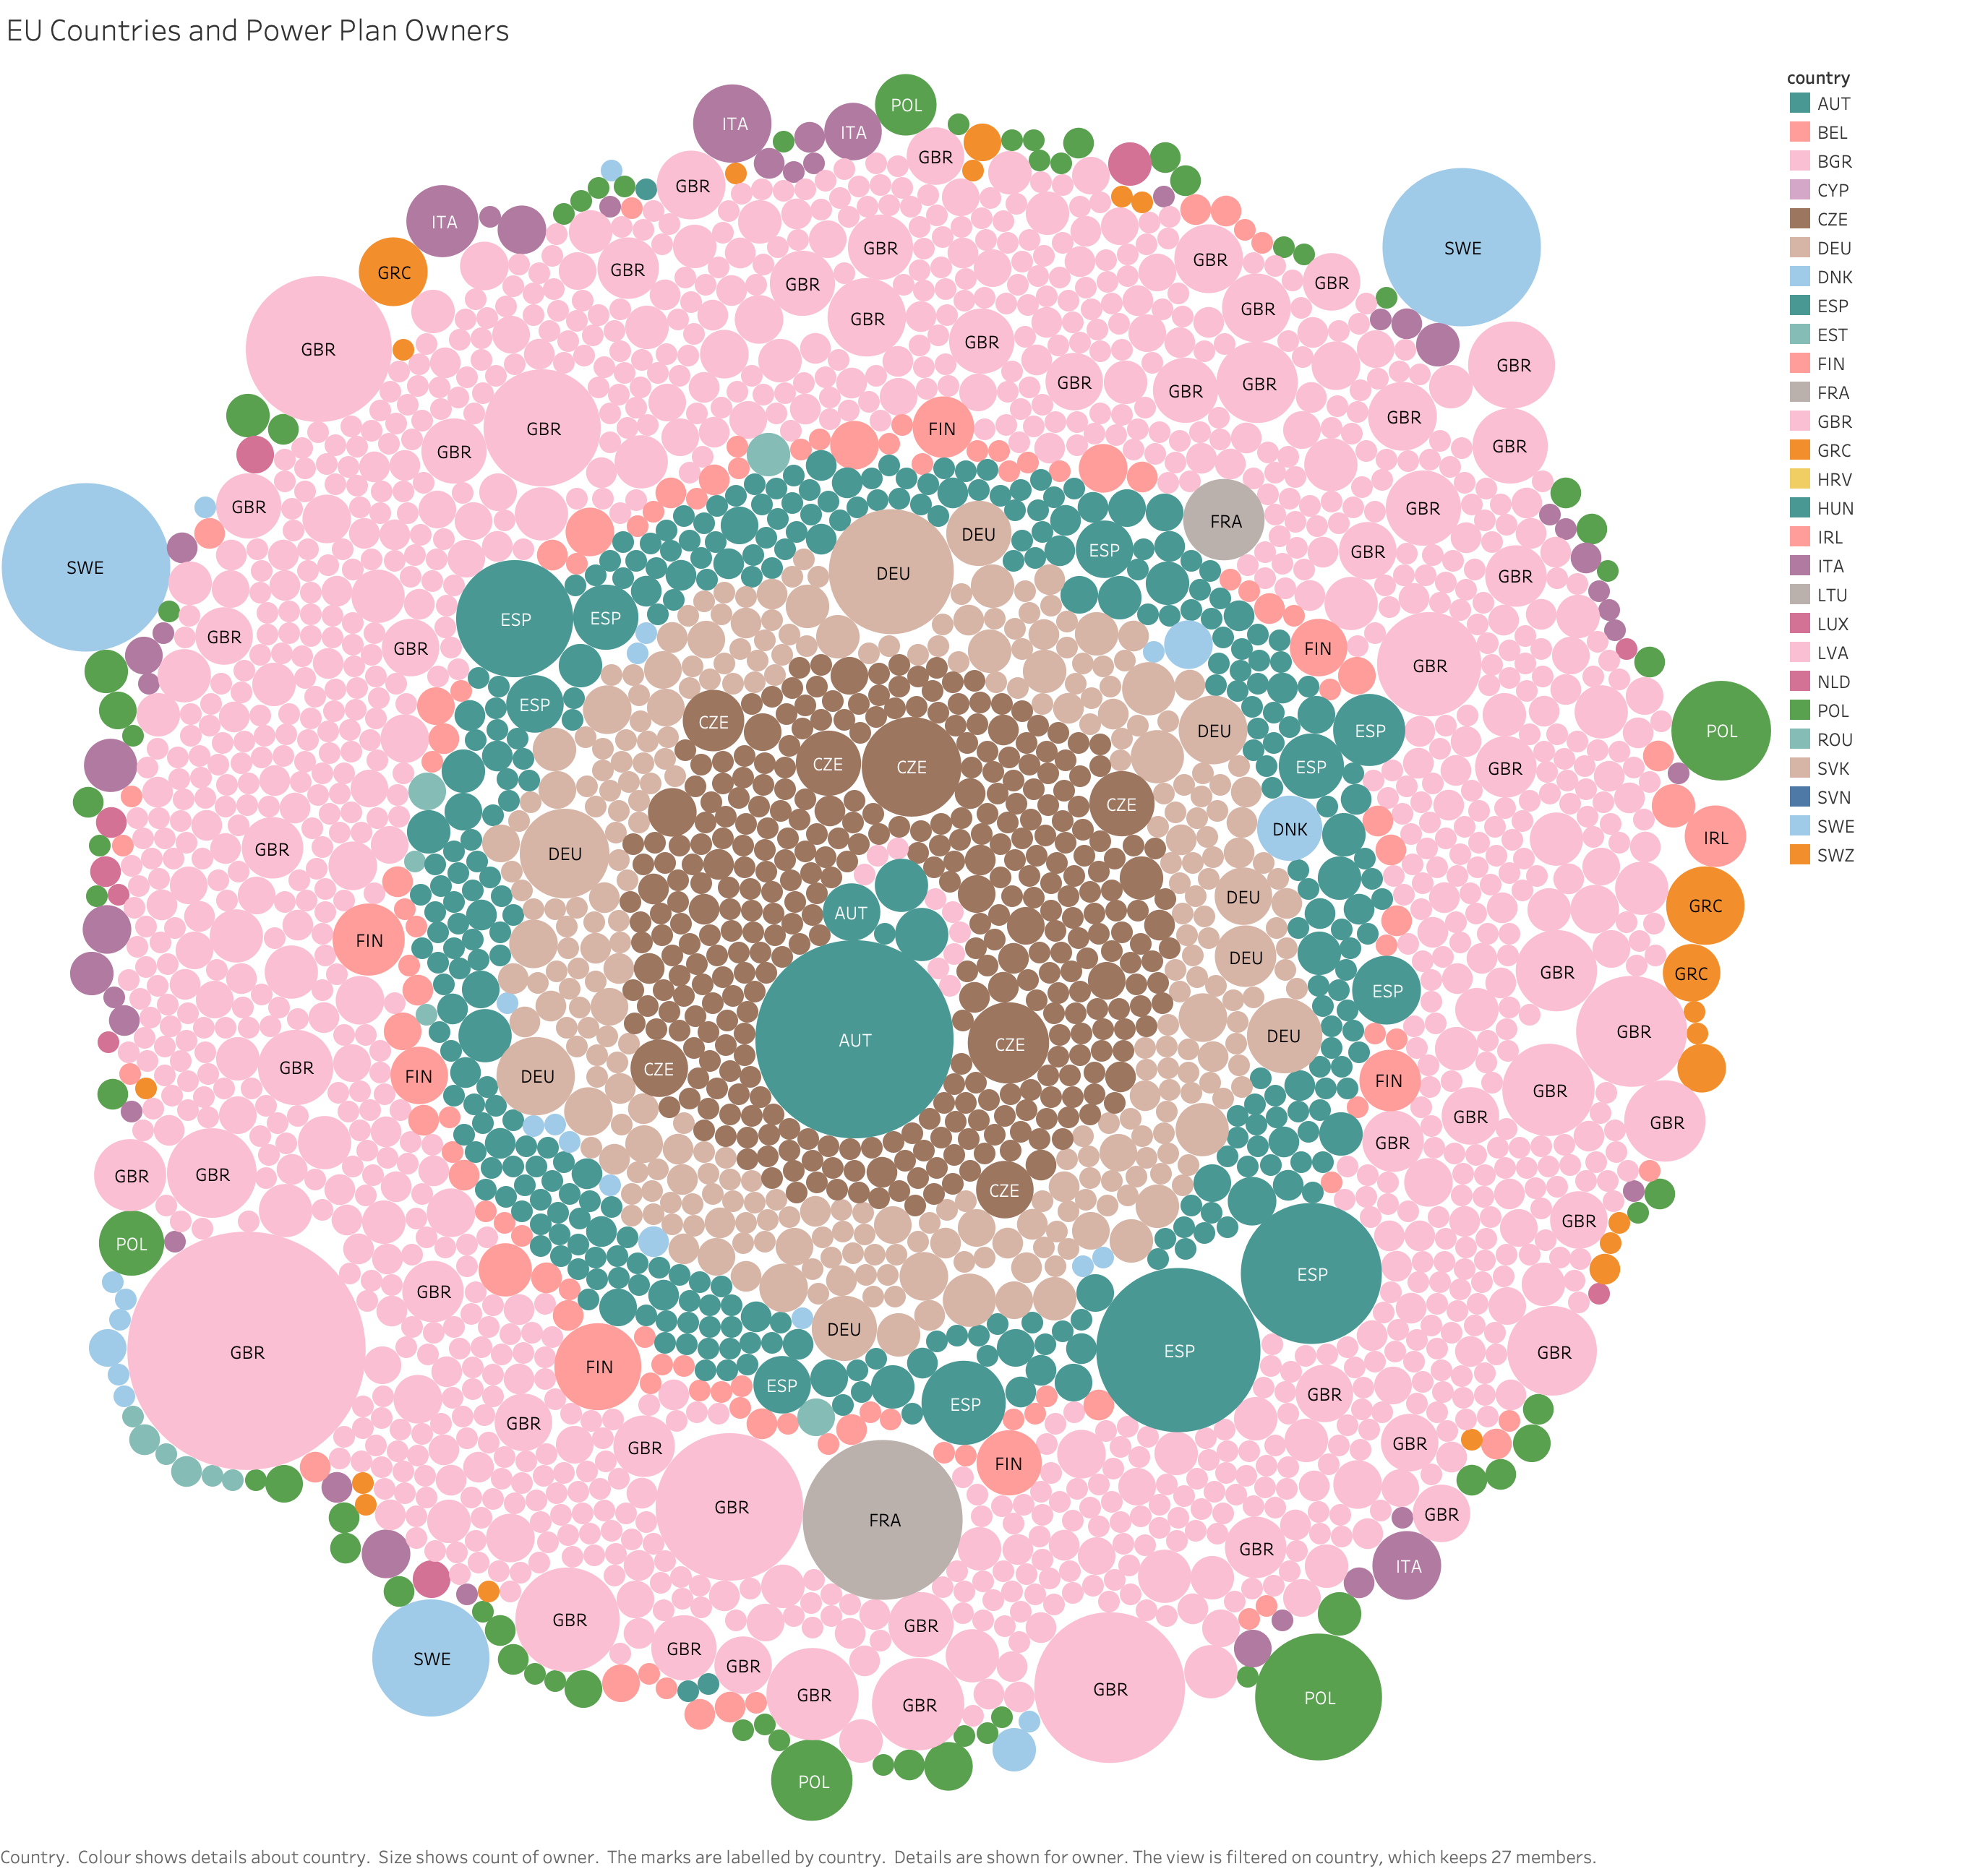 EU Countries and Power Plan Owners
country
AUT
BEL
BGR
CYP
CZE
DEU
DNK
ESP
EST
FIN
FRA
GBR
GRC
HRV
HUN
IRL
ITA
LTU
LUX
LVA
NLD
POL
ROU
SVK
SVN
SWE
SWZ
POL
ITA
ITA
GBR
GBR
ITA
SWE
GBR
GBR
GRC
GBR
GBR
GBR
GBR
GBR
GBR
GBR
GBR
GBR
GBR
GBR
GBR
GBR
FIN
GBR
GBR
GBR
GBR
FRA
DEU
ESP
GBR
SWE
DEU
GBR
ESP
ESP
GBR
GBR
FIN
GBR
ESP
CZE
DEU
ESP
POL
CZE
CZE
ESP
GBR
CZE
DNK
IRL
GBR
DEU
DEU
GRC
AUT
FIN
DEU
GBR
GRC
ESP
GBR
DEU
AUT
CZE
GBR
CZE
FIN
DEU
FIN
GBR
GBR
GBR
GBR
GBR
GBR
CZE
GBR
POL
ESP
GBR
DEU
GBR
ESP
GBR
FIN
ESP
GBR
ESP
GBR
GBR
GBR
FIN
GBR
GBR
FRA
GBR
ITA
GBR
GBR
GBR
SWE
GBR
GBR
GBR
POL
GBR
GBR
POL
Country.  Colour shows details about country.  Size shows count of owner.  The marks are labelled by country.  Details are shown for owner. The view is filtered on country, which keeps 27 members.